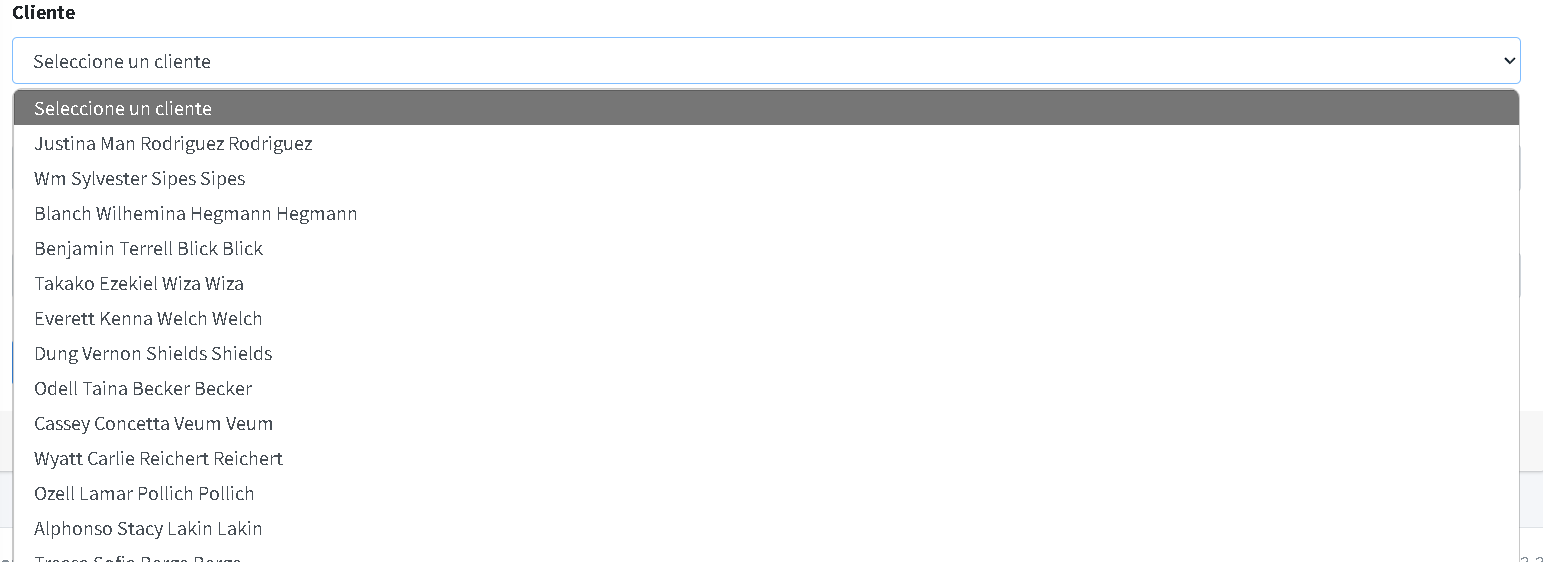 Cliente
Seleccione un cliente
Seleccione un cliente
Justina Man Rodriguez Rodriguez
Wm Sylvester Sipes Sipes
Blanch Wilhemina Hegmann Hegmann
Benjamin Terrell Blick Blick
Takako Ezekiel Wiza Wiza
Everett Kenna Welch Welch
Dung Vernon Shields Shields
Odell Taina Becker Becker
Cassey Concetta Veum Veum
Wyatt Carlie Reichert Reichert
Ozell Lamar Pollich Pollich
Alphonso Stacy Lakin Lakin